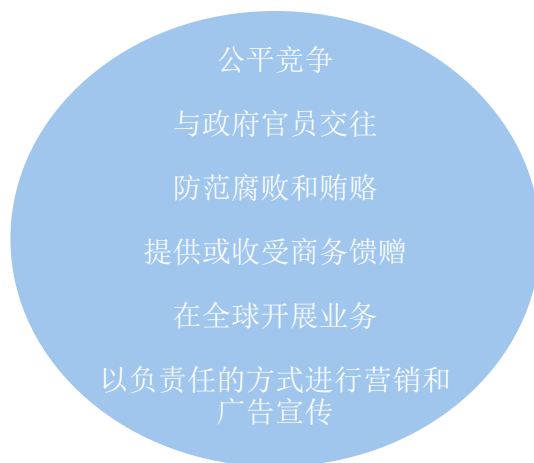 公平竞争
与政府官员交往
防范腐败和贿赂
提供或收受商务馈赠
在全球开展业务
以负责任的方式进行营销和
广告宣传